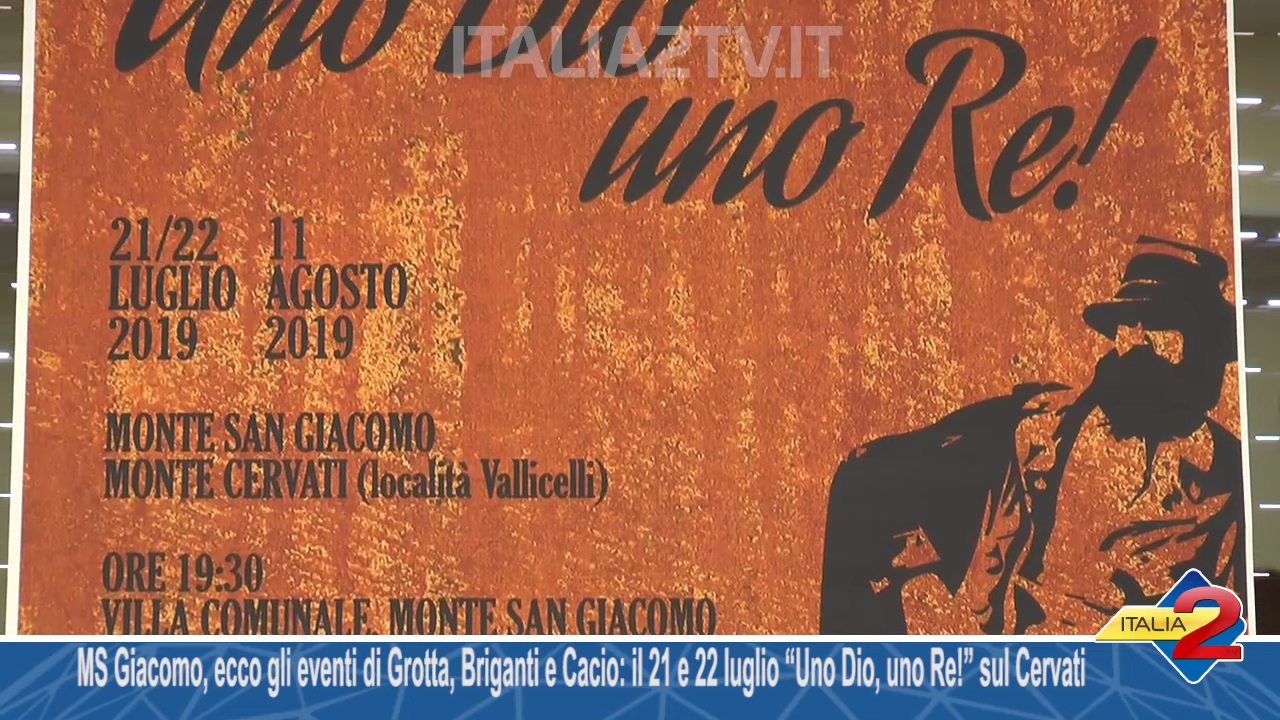 Uno Dio
ITALIA2TV.IT
uno Re!
21/22 LUGLIO 2019
11 AGOSTO 2019
MONTE SAN GIACOMO
MONTE CERVATI (località Vallicelli)
ORE 19:30
VILLA COMUNALE, MONTE SAN GIACOMO
ITALIA 2
MS Giacomo, ecco gli eventi di Grotta, Briganti e Cacio: il 21 e 22 luglio “Uno Dio, uno Re!” sul Cervati